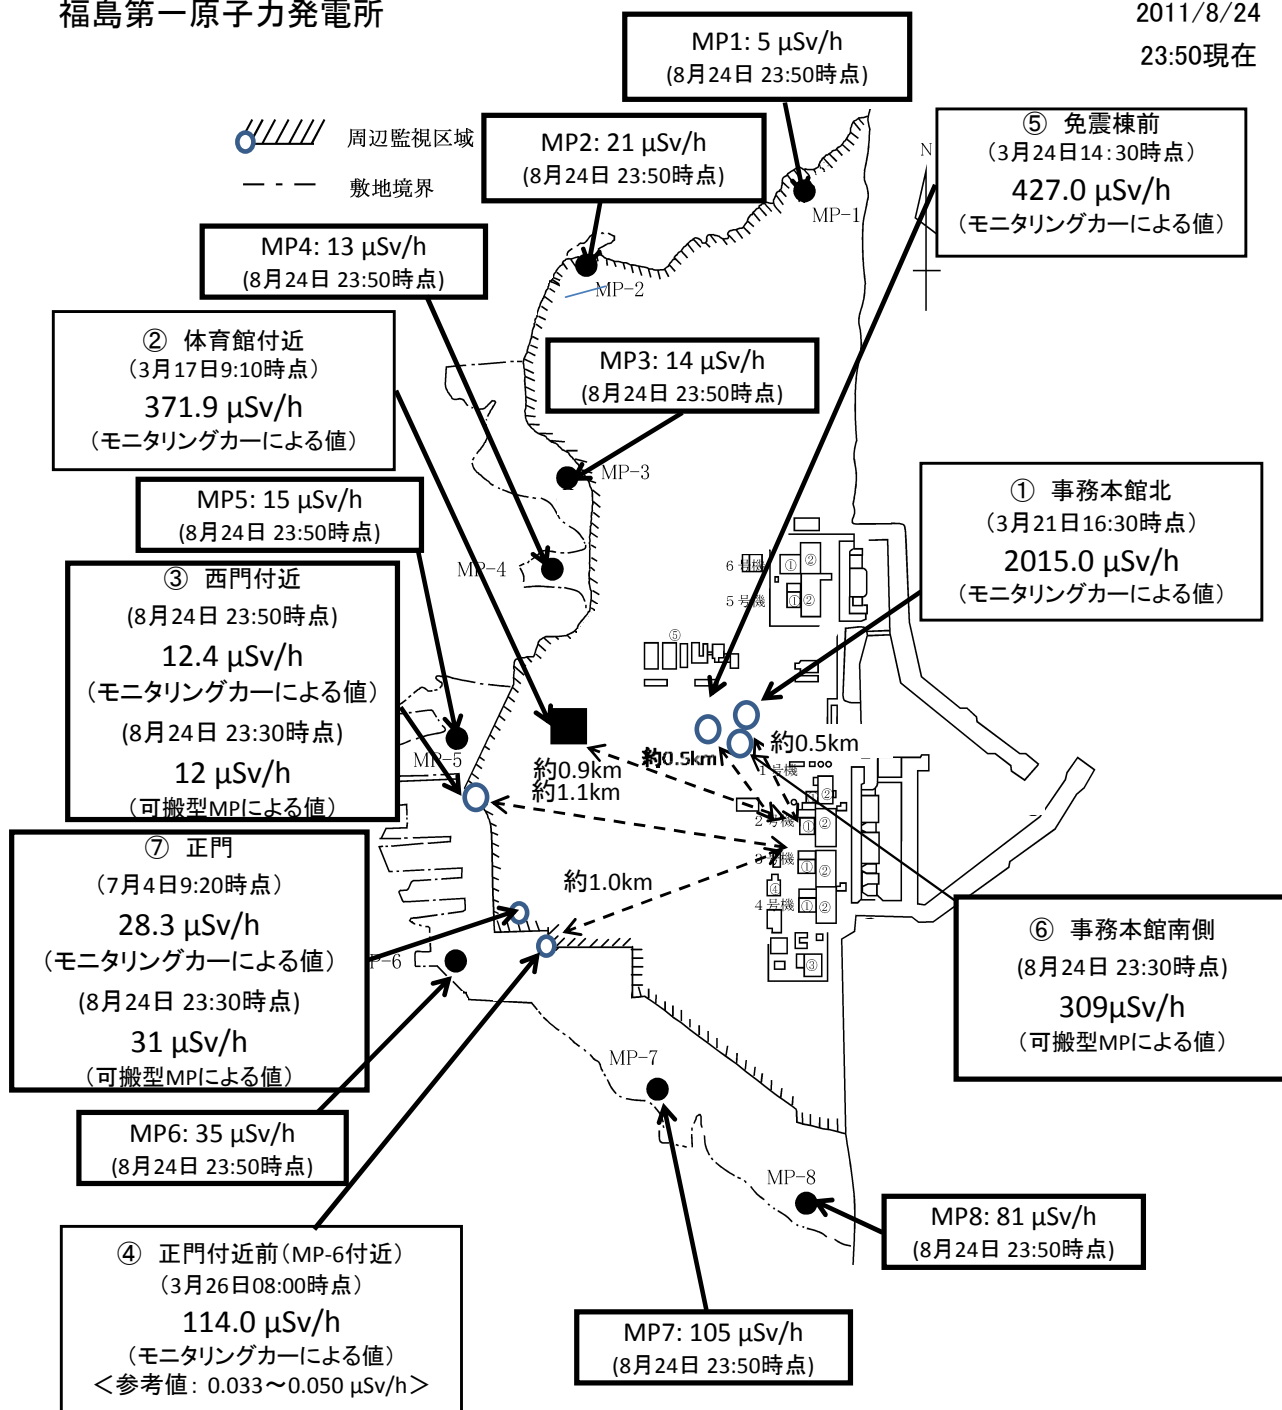 福島第一原子力発電所
2011/8/24
23:50現在
MP1: 5 μSv/h
(8月24日 23:50時点)
周辺監視区域
敷地境界
MP2: 21 μSv/h
(8月24日 23:50時点)
⑤ 免震棟前
(3月24日14:30時点)
427.0 μSv/h
(モニタリングカーによる値)
N
MP-1
MP4: 13 μSv/h
(8月24日 23:50時点)
MP-2
② 体育館付近
(3月17日9:10時点)
371.9 μSv/h
(モニタリングカーによる値)
MP3: 14 μSv/h
(8月24日 23:50時点)
MP-3
MP5: 15 μSv/h
(8月24日 23:50時点)
① 事務本館北
(3月21日16:30時点)
2015.0 μSv/h
(モニタリングカーによる値)
MP-4
③ 西門付近
(8月24日 23:50時点)
12.4 μSv/h
(モニタリングカーによる値)
(8月24日 23:30時点)
12 μSv/h
(可搬型MPによる値)
6号機
① ②
5号機
① ②
⑤
MP-5
約0.9km
約1.1km
約0.5km
約0.5km
1号機
②
2号機
① ②
3号機
① ②
④
4号機
① ②
③
約1.0km
⑦ 正門
(7月4日9:20時点)
28.3 μSv/h
(モニタリングカーによる値)
(8月24日 23:30時点)
31 μSv/h
(可搬型MPによる値)
P-6
⑥ 事務本館南側
(8月24日 23:30時点)
309μSv/h
(可搬型MPによる値)
MP-7
MP6: 35 μSv/h
(8月24日 23:50時点)
MP-8
MP8: 81 μSv/h
(8月24日 23:50時点)
④ 正門付近前(MP-6付近)
(3月26日08:00時点)
114.0 μSv/h
(モニタリングカーによる値)
<参考値: 0.033~0.050 μSv/h>
MP7: 105 μSv/h
(8月24日 23:50時点)